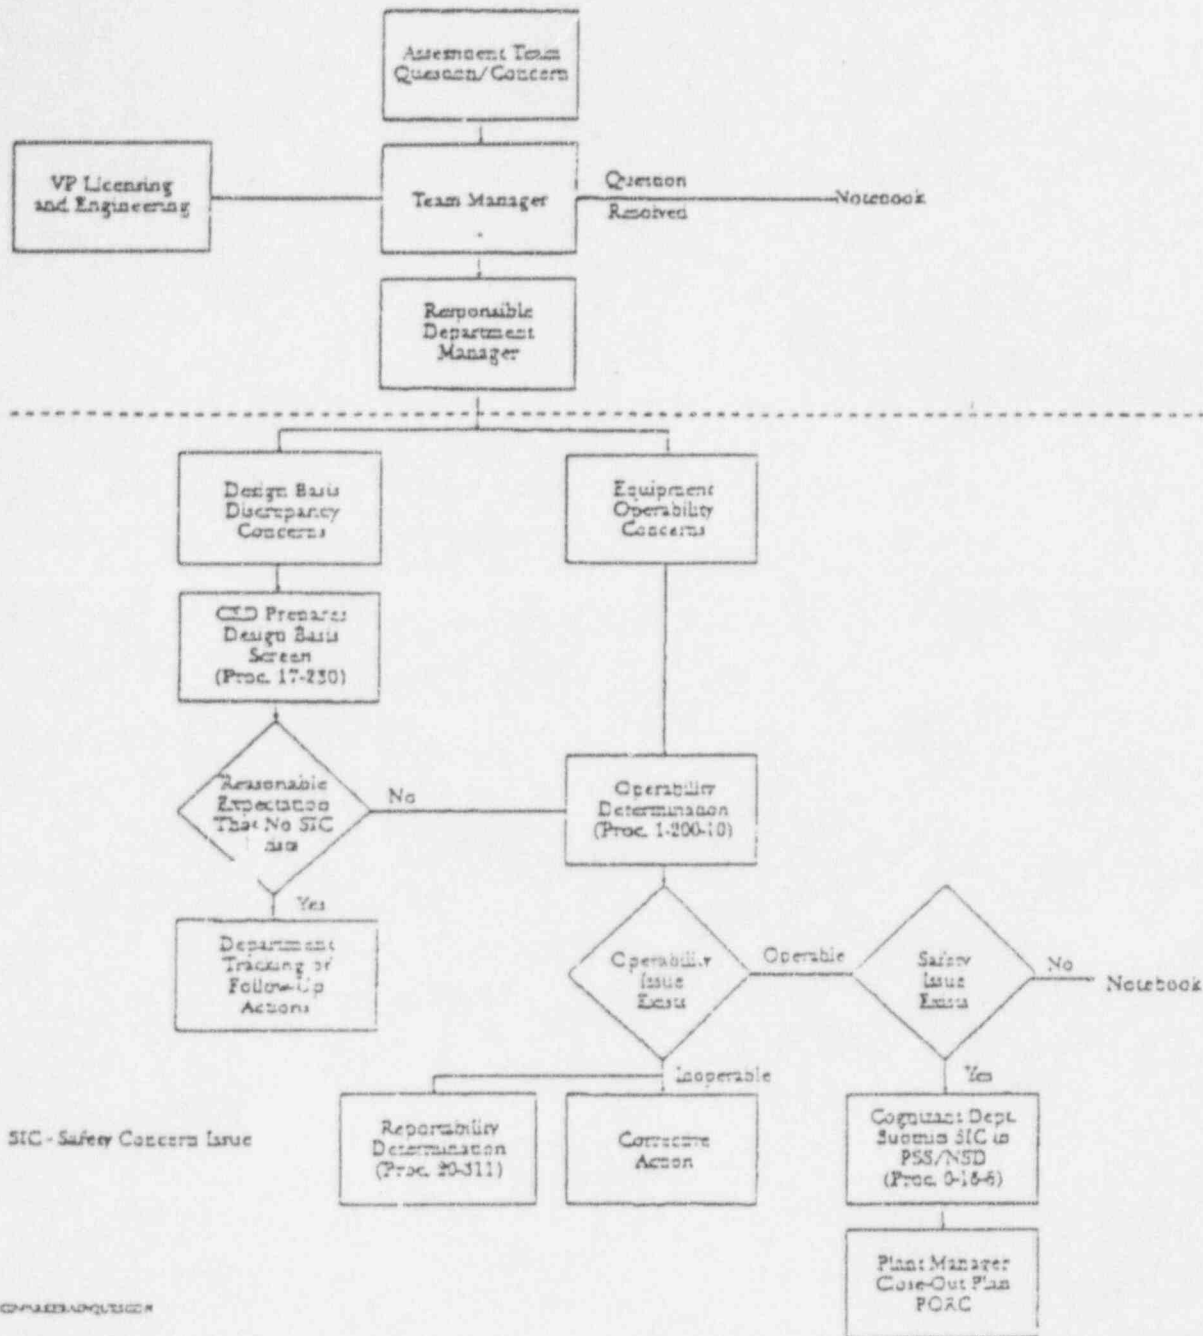 Assessment Team
Question/Concern
VP Licensing
and Engineering
Team Manager
Question
Resolved
Notebook
Responsible
Department
Manager
Design Basis
Discrepancy
Concerns
Equipment
Operability
Concerns
Prepares
Design Basis
Screen
(Proc. 17-230)
Reasonable
Expectation
That No SIC
No
Operability
Determination
(Proc. 1-200-10)
Yes
Department
Tracking of
Follow-Up
Actions
Operability
Issue
Exists
Operable
Safety
Issue
Exists
No
Notebook
Inoperable
Yes
SIC - Safety Concern Issue
Reportability
Determination
(Proc. 20-311)
Corrective
Action
Cognizant Dept.
Submits SIC to
PSS/NSD
(Proc. 0-16-6)
Plant Manager
Close-Out Plan
PORC